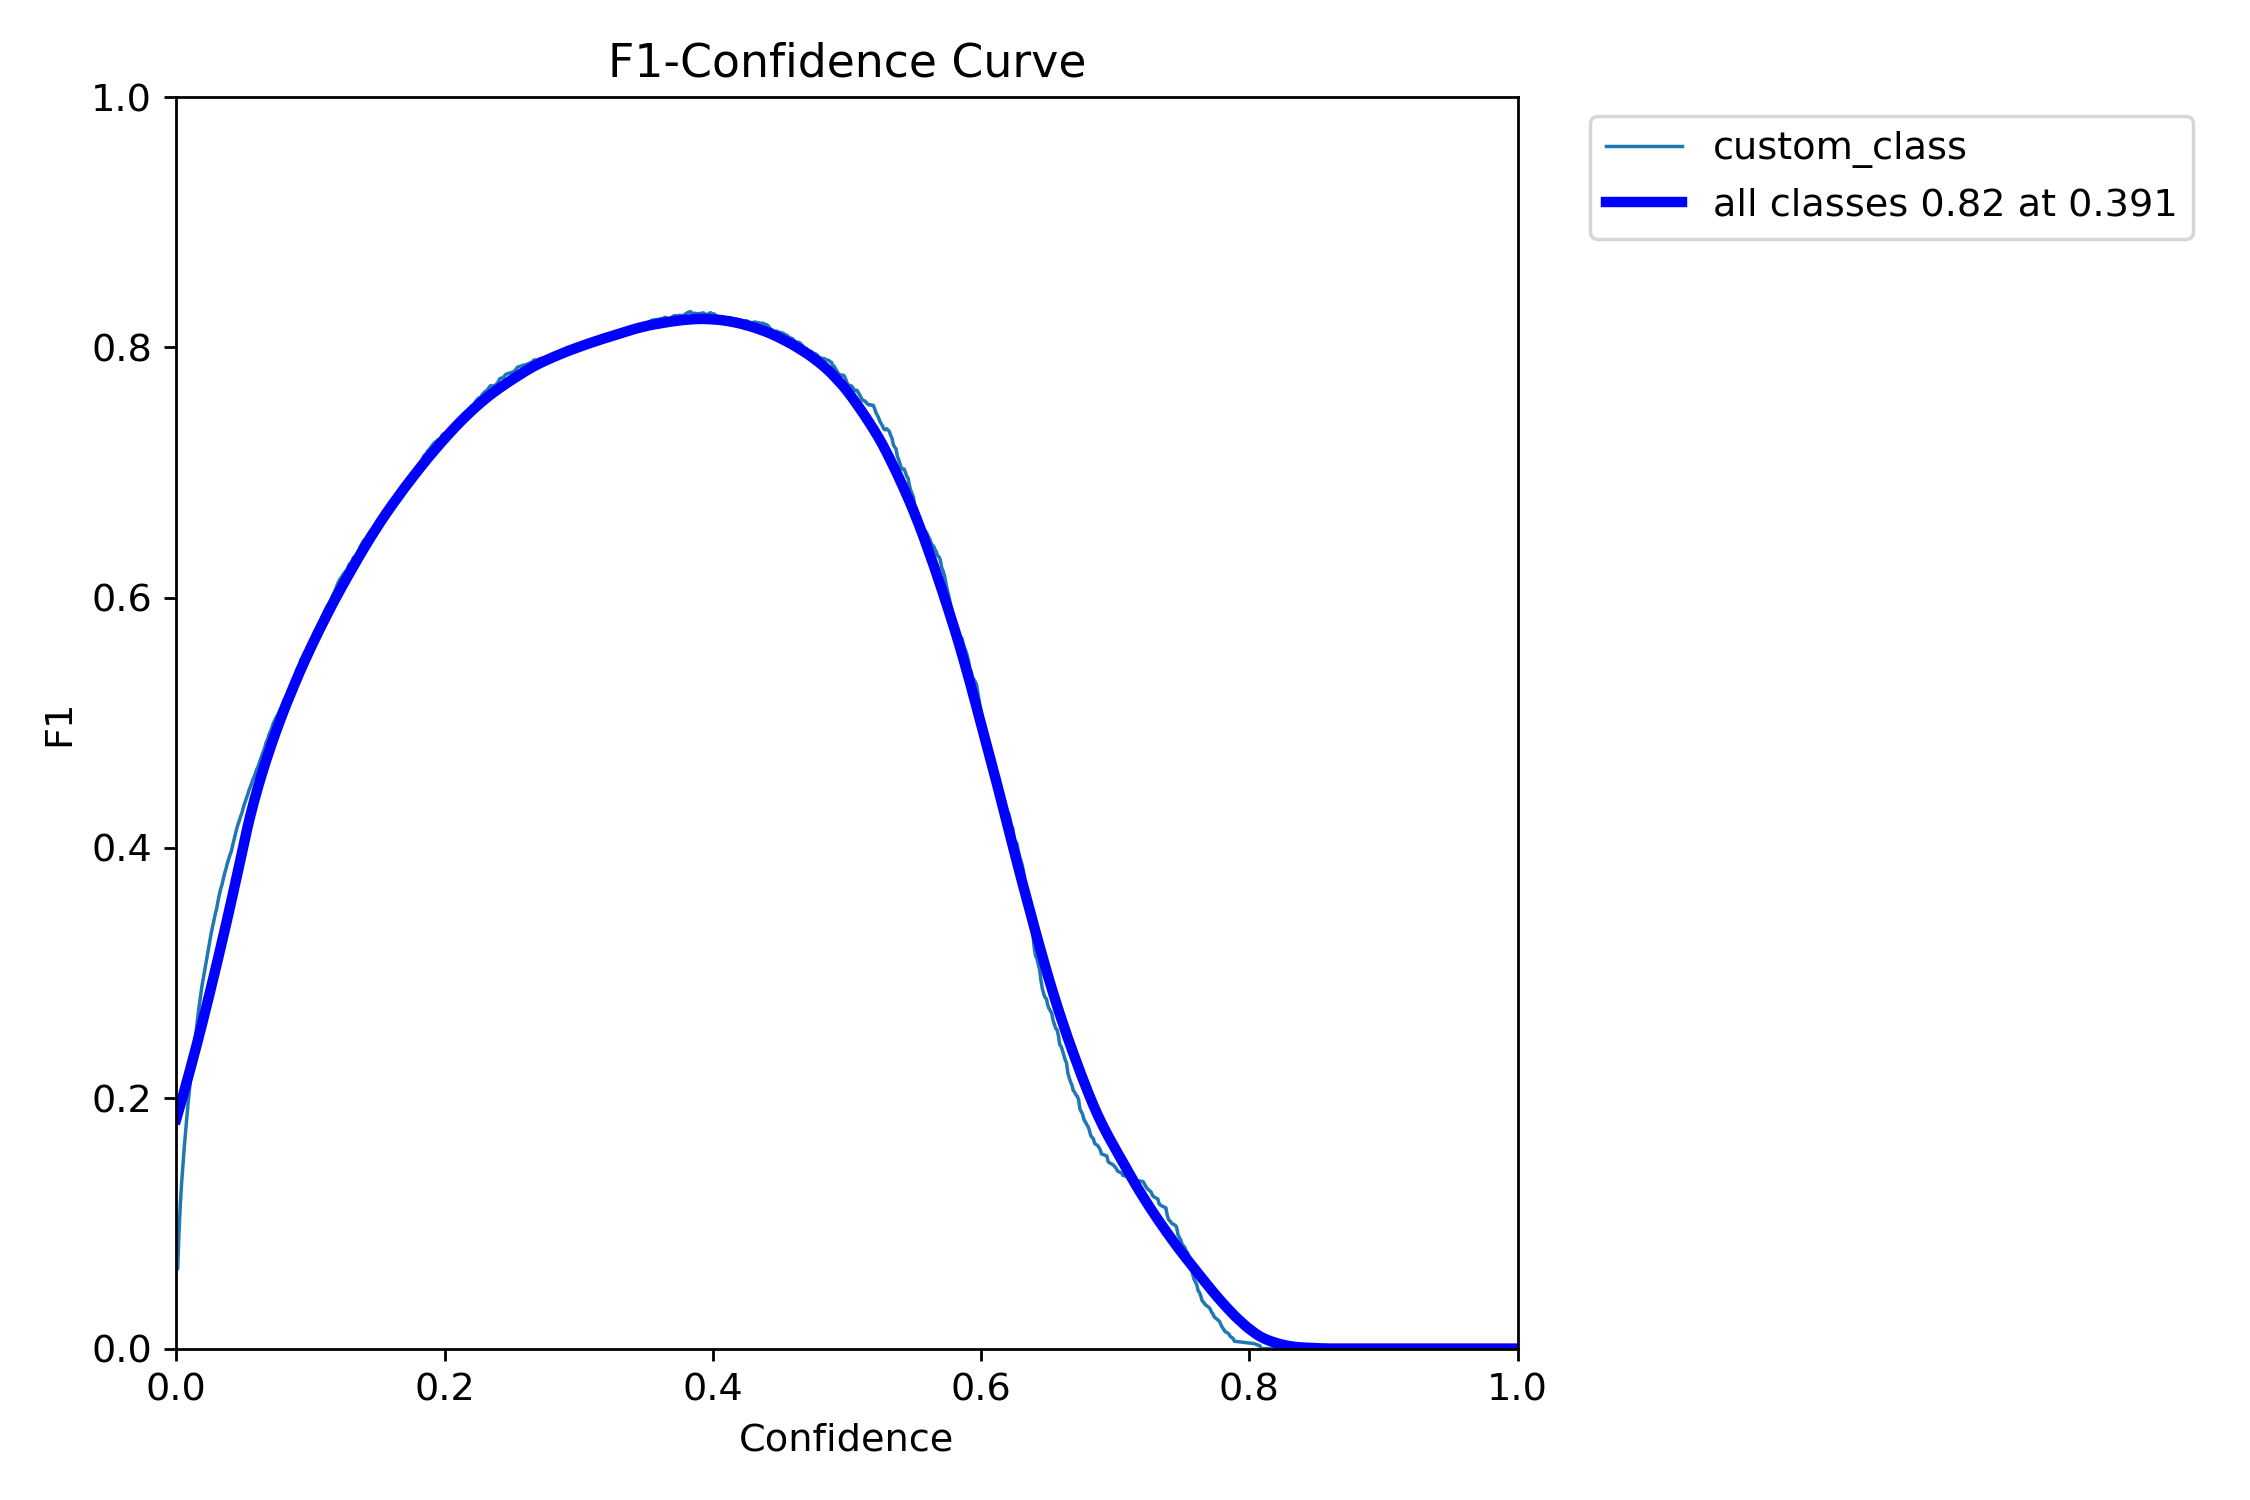 F1-Confidence Curve
custom_class
all classes 0.82 at 0.391
1.0
0.8
0.6
0.4
0.2
0.0
F1
0.0 0.2 0.4 0.6 0.8 1.0
Confidence